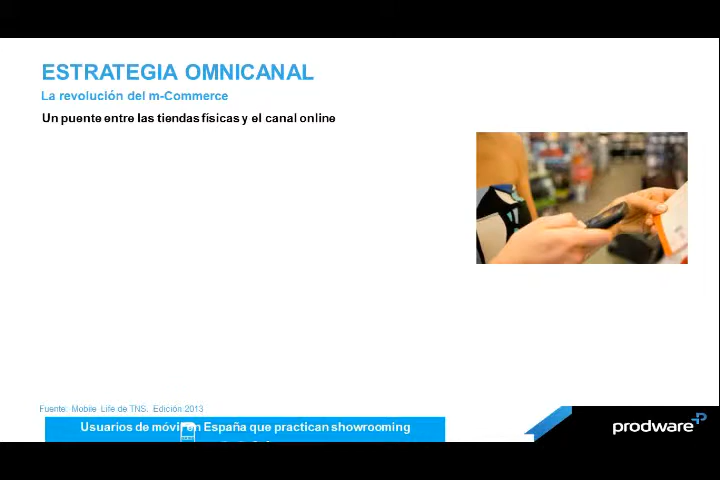 ESTRATEGIA OMNICANAL
La revolución del m-Commerce
Un puente entre las tiendas físicas y el canal online
Fuente: Mobile Life de TNS. Edición 2013
Usuarios de móvil en España que practican showrooming
prodware